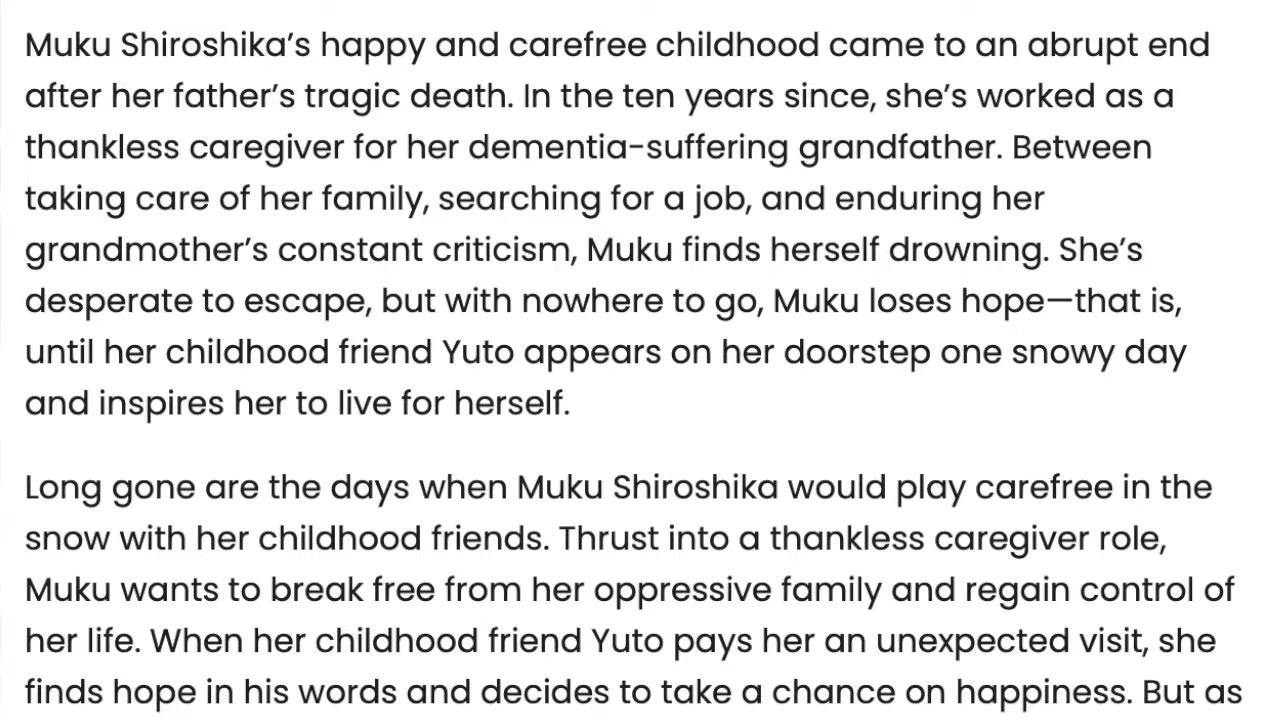 Muku Shiroshika’s happy and carefree childhood came to an abrupt end
after her father’s tragic death. In the ten years since, she’s worked as a
thankless caregiver for her dementia-suffering grandfather. Between
taking care of her family, searching for a job, and enduring her
grandmother’s constant criticism, Muku finds herself drowning. She’s
desperate to escape, but with nowhere to go, Muku loses hope—that is,
until her childhood friend Yuto appears on her doorstep one snowy day
and inspires her to live for herself.
Long gone are the days when Muku Shiroshika would play carefree in the
snow with her childhood friends. Thrust into a thankless caregiver role,
Muku wants to break free from her oppressive family and regain control of
her life. When her childhood friend Yuto pays her an unexpected visit, she
finds hope in his words and decides to take a chance on happiness. But as